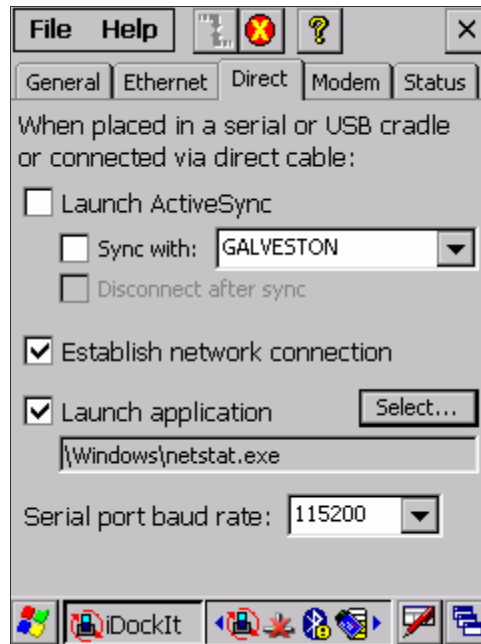 File Help
General Ethernet Direct Modem Status
When placed in a serial or USB cradle
or connected via direct cable:
Launch ActiveSync
Sync with: GALVESTON
Disconnect after sync
Establish network connection
Launch application Select...
\Windows\netstat.exe
Serial port baud rate: 115200
iDockIt